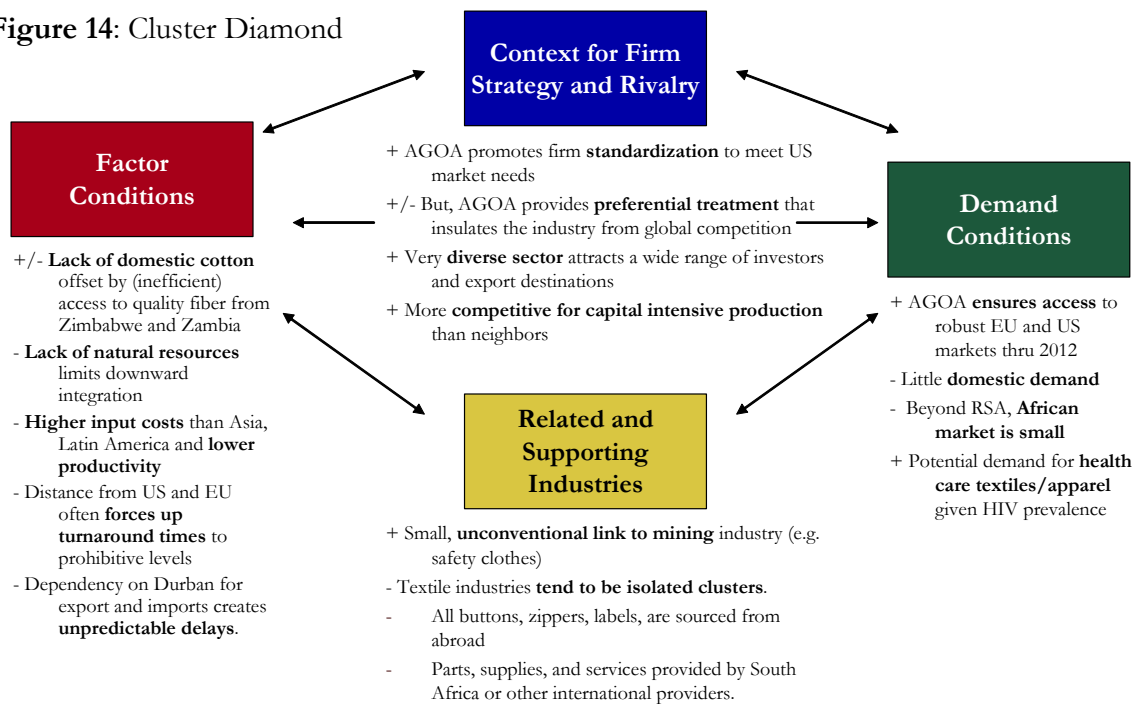 Figure 14: Cluster Diamond
Context for Firm
Strategy and Rivalry
+ AGOA promotes firm standardization to meet US
market needs
+/- But, AGOA provides preferential treatment that
insulates the industry from global competition
+ Very diverse sector attracts a wide range of investors
and export destinations
+ More competitive for capital intensive production
than neighbors
Factor
Conditions
+/- Lack of domestic cotton
offset by (inefficient)
access to quality fiber from
Zimbabwe and Zambia
- Lack of natural resources
limits downward
integration
- Higher input costs than Asia,
Latin America and lower
productivity
- Distance from US and EU
often forces up
turnaround times to
prohibitive levels
- Dependency on Durban for
export and imports creates
unpredictable delays.
Demand
Conditions
+ AGOA ensures access to
robust EU and US
markets thru 2012
- Little domestic demand
- Beyond RSA, African
market is small
+ Potential demand for health
care textiles/apparel
given HIV prevalence
Related and
Supporting
Industries
+ Small, unconventional link to mining industry (e.g.
safety clothes)
- Textile industries tend to be isolated clusters.
- All buttons, zippers, labels, are sourced from
abroad
- Parts, supplies, and services provided by South
Africa or other international providers.